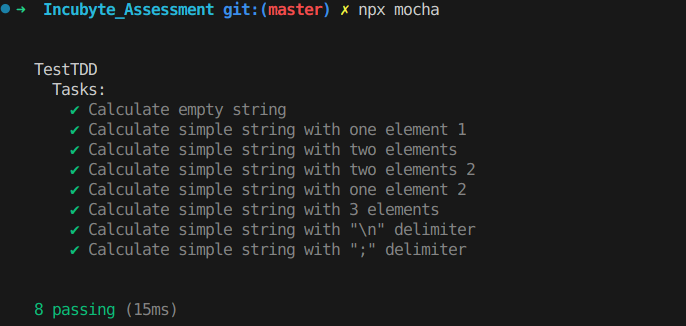 ➜ Incubyte_Assessment git:(master) ✗ npx mocha
TestTDD
Tasks:
✔ Calculate empty string
✔ Calculate simple string with one element 1
✔ Calculate simple string with two elements
✔ Calculate simple string with two elements 2
✔ Calculate simple string with one element 2
✔ Calculate simple string with 3 elements
✔ Calculate simple string with "\n" delimiter
✔ Calculate simple string with ";" delimiter
8 passing (15ms)